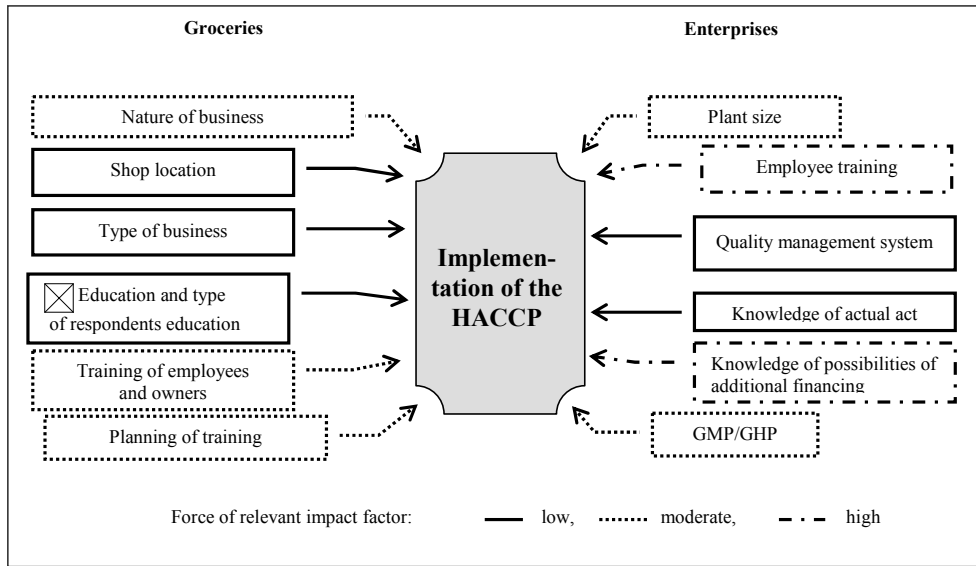 Groceries
Nature of business
Shop location
Type of business
Education and type
of respondents education
Training of employees
and owners
Planning of training
Implemen-
tation of the
HACCP
Enterprises
Plant size
Employee training
Quality management system
Knowledge of actual act
Knowledge of possibilities of
additional financing
GMP/GHP
Force of relevant impact factor: low, moderate, high